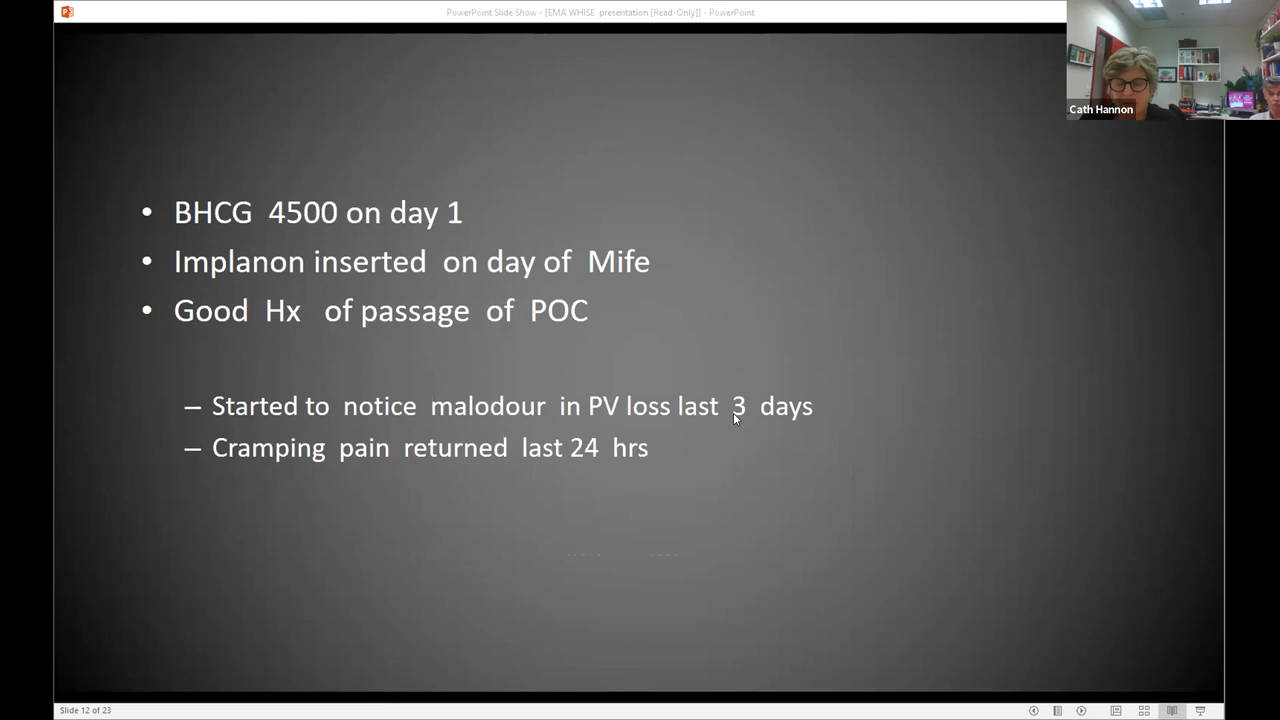 PowerPoint Slide Show - [EMA WHISE presentation [Read-Only]] - PowerPoint
Cath Hannon
• BHCG 4500 on day 1
• Implanon inserted on day of Mife
• Good Hx of passage of POC
– Started to notice malodour in PV loss last 3 days
– Cramping pain returned last 24 hrs
Slide 12 of 23